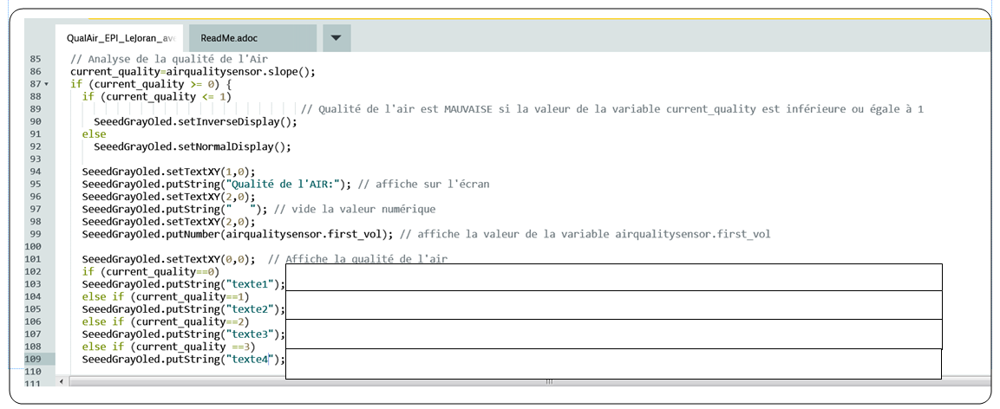 QualAir_EPI_LeJoran_av
ReadMe.adoc
85 // Analyse de la qualité de l'Air
86 current_quality=airqualitysensor.slope();
87 if (current_quality >= 0) {
88 if (current_quality <= 1)
89 // Qualité de l'air est MAUVAISE si la valeur de la variable current_quality est inférieure ou égale à 1
90 SeeedGrayOled.setInverseDisplay();
91 else
92 SeeedGrayOled.setNormalDisplay();
93
94 SeeedGrayOled.setTextXY(1,0);
95 SeeedGrayOled.putString("Qualité de l'AIR:"); // affiche sur l'écran
96 SeeedGrayOled.setTextXY(2,0);
97 SeeedGrayOled.putString("   "); // vide la valeur numérique
98 SeeedGrayOled.setTextXY(2,0);
99 SeeedGrayOled.putNumber(airqualitysensor.first_vol); // affiche la valeur de la variable airqualitysensor.first_vol
100
101 SeeedGrayOled.setTextXY(0,0); // Affiche la qualité de l'air
102 if (current_quality==0)
103 SeeedGrayOled.putString("texte1");
104 else if (current_quality==1)
105 SeeedGrayOled.putString("texte2");
106 else if (current_quality==2)
107 SeeedGrayOled.putString("texte3");
108 else if (current_quality ==3)
109 SeeedGrayOled.putString("texte4");
110
111